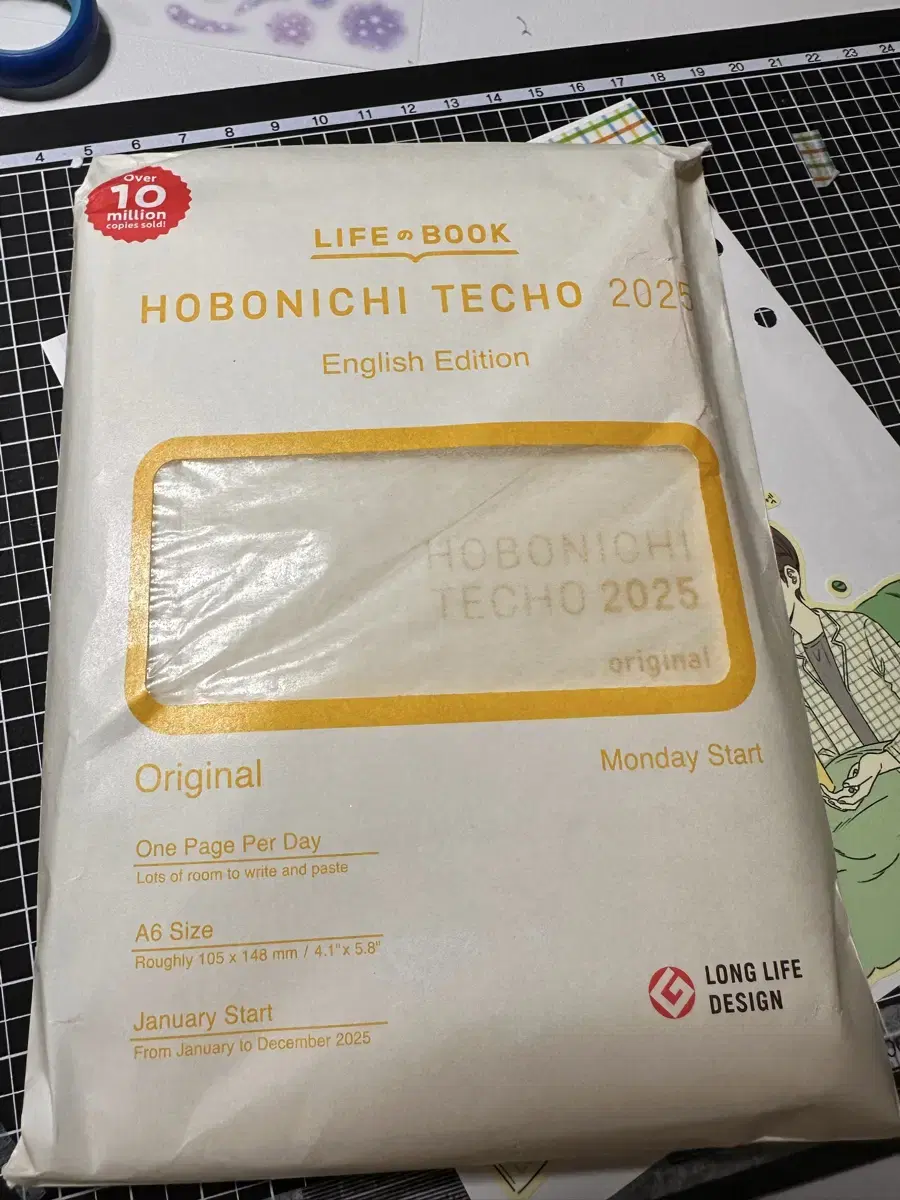 4 5 6 7 8 9 10 11 12 13 14 15 16 17 18 19 20 21 22 23 24
Over
10
million
copies sold!
LIFEのBOOK
HOBONICHI TECHO 2025
English Edition
HOBONICHI
TECHO 2025
original
Original
Monday Start
One Page Per Day
Lots of room to write and paste
A6 Size
Roughly 105 x 148 mm / 4.1"x 5.8"
January Start
From January to December 2025
LONG LIFE
DESIGN